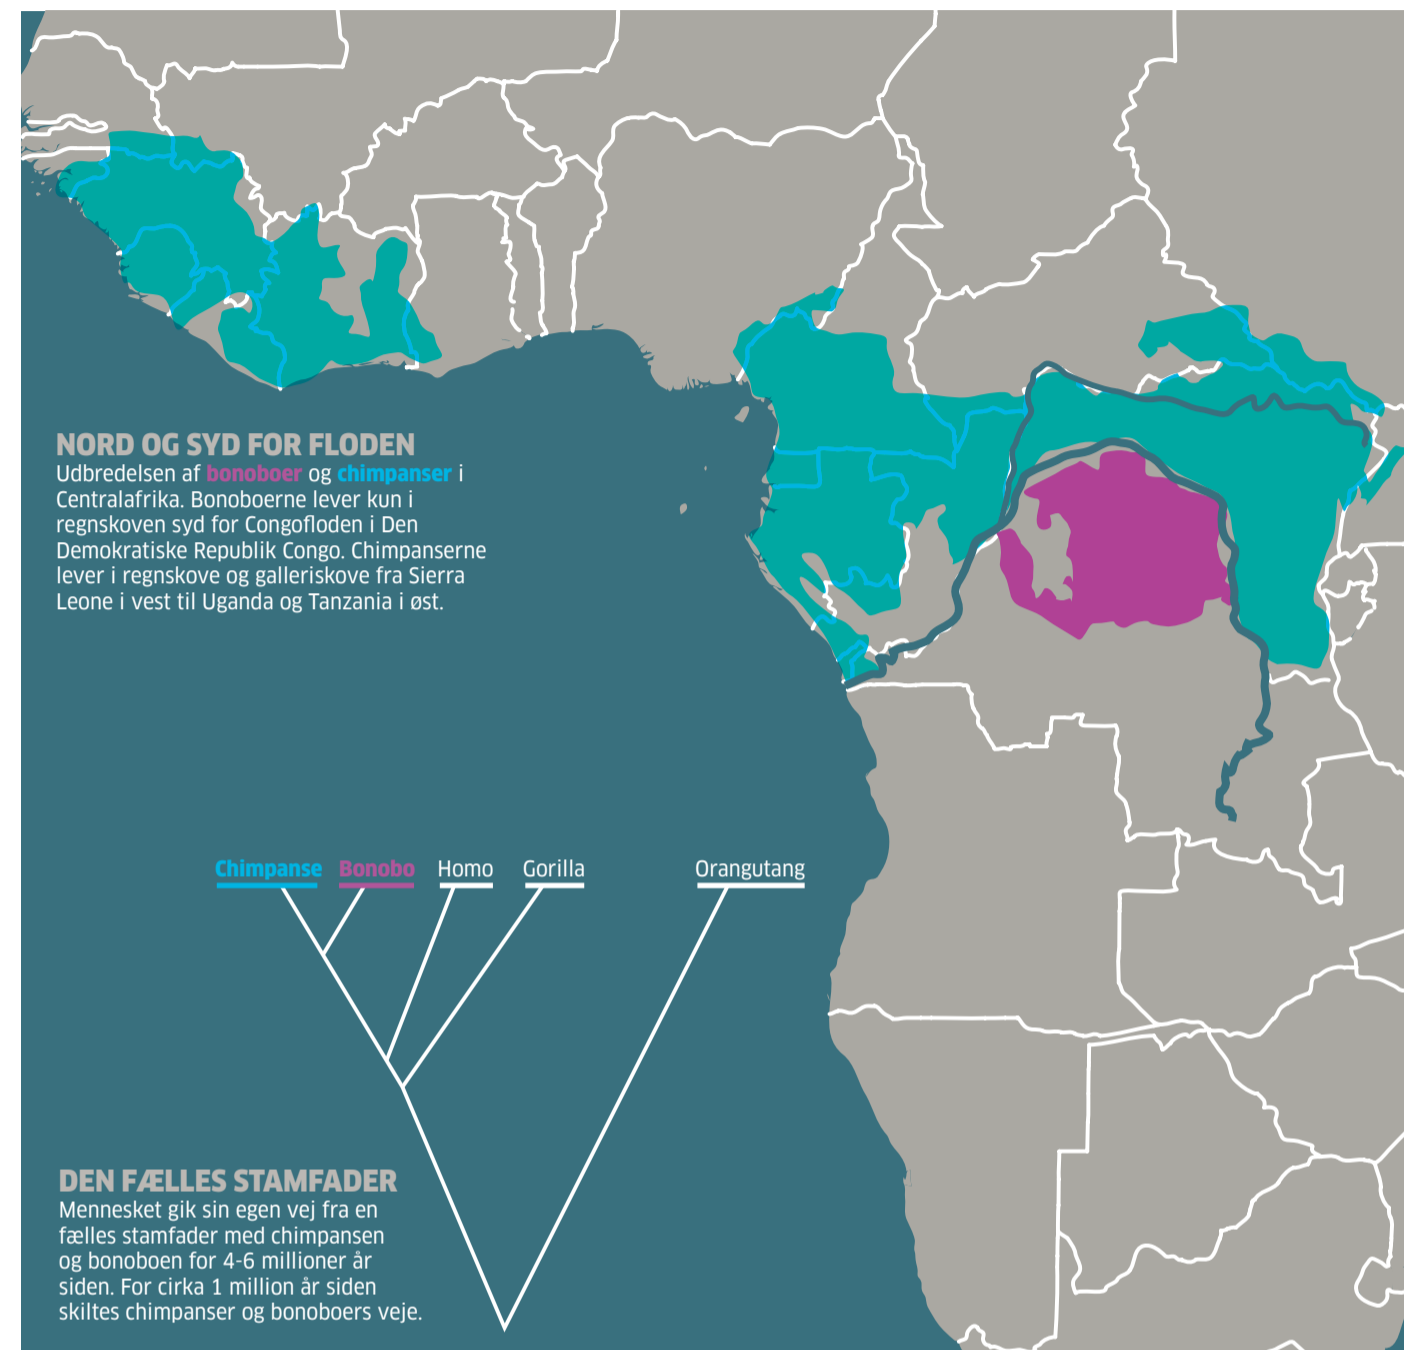 NORD OG SYD FOR FLODEN
Udbredelsen af bonoboer og chimpanser i
Centralafrika. Bonoboerne lever kun i
regnskoven syd for Congofloden i Den
Demokratiske Republik Congo. Chimpanserne
lever i regnskove og galleriskove fra Sierra
Leone i vest til Uganda og Tanzania i øst.
Chimpanse Bonobo Homo Gorilla Orangutang
DEN FÆLLES STAMFADER
Mennesket gik sin egen vej fra en
fælles stamfader med chimpansen
og bonoboen for 4-6 millioner år
siden. For cirka 1 million år siden
skiltes chimpanser og bonoboers veje.